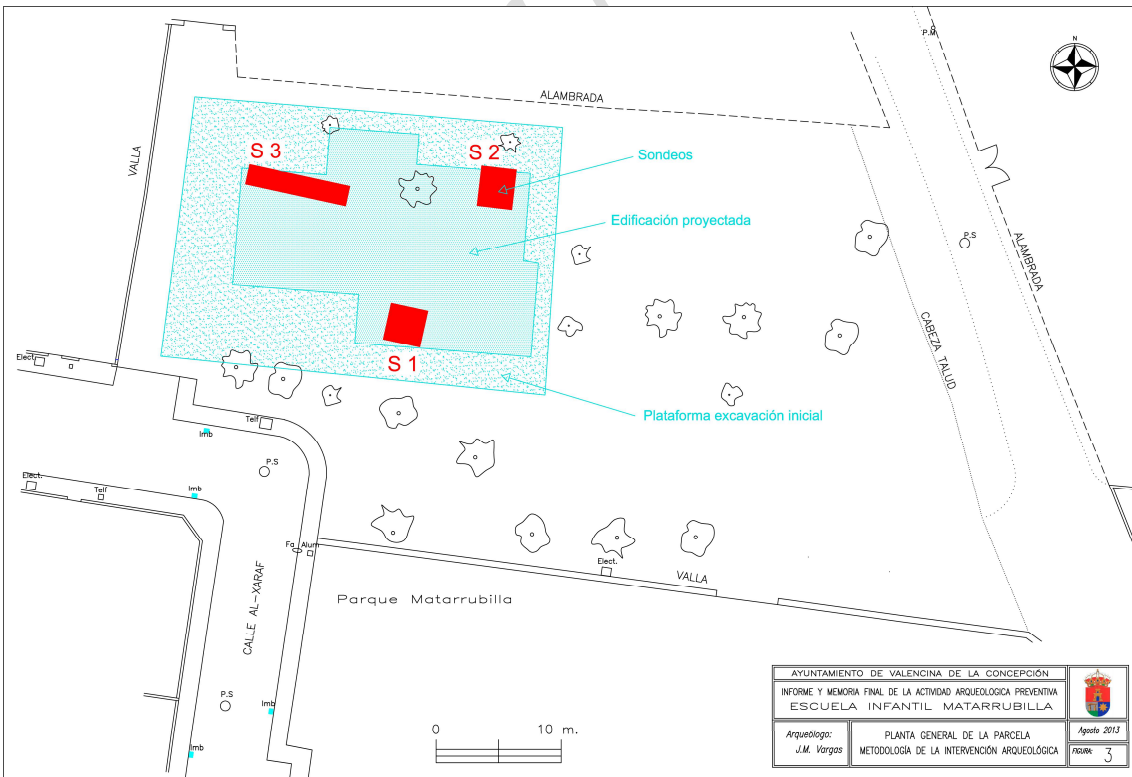 P.M
N
ALAMBRADA
VALLA
S 3
S 2
Sondeos
Edificación proyectada
P.S
ALAMBRADA
CABEZA TALUD
S 1
Elect.
Plataforma excavación inicial
Telf
Imb
P.S
Elect.
Telf
Imb
Fa
Alum
Elect.
VALLA
Parque Matarrubilla
CALLE AL-XARAF
P.S
Imb
Imb
0 10 m.
AYUNTAMIENTO DE VALENCINA DE LA CONCEPCIÓN
INFORME Y MEMORIA FINAL DE LA ACTIVIDAD ARQUEOLOGICA PREVENTIVA
ESCUELA INFANTIL MATARRUBILLA
Arqueólogo:
J.M. Vargas
PLANTA GENERAL DE LA PARCELA
METODOLOGÍA DE LA INTERVENCIÓN ARQUEOLÓGICA
Agosto 2013
FIGURA: 3